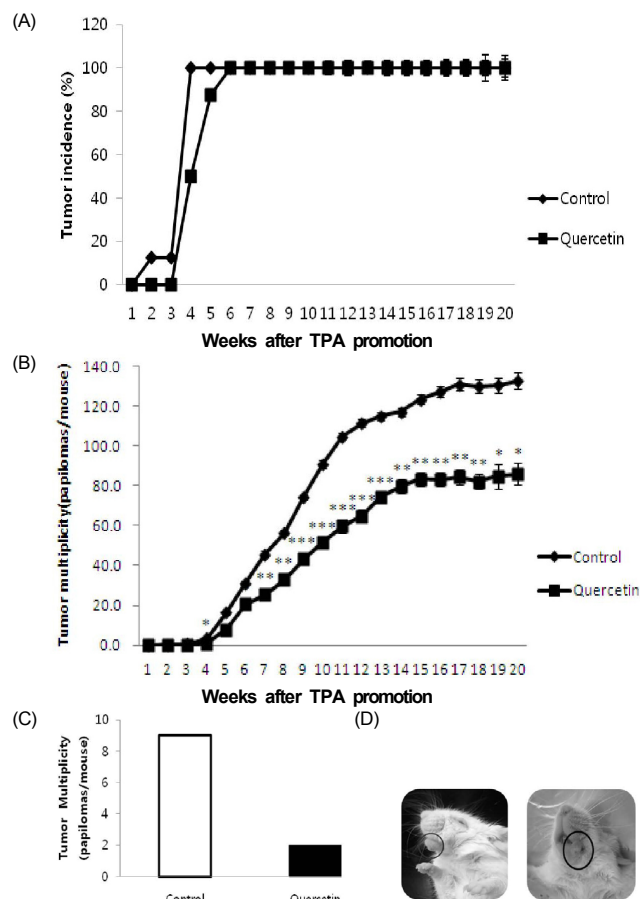 (A)
120
100
80
60
40
20
0
Tumor incidence (%)
Control
Quercetin
1 2 3 4 5 6 7 8 9 10 11 12 13 14 15 16 17 18 19 20
Weeks after TPA promotion
(B)
140.0
120.0
100.0
80.0
60.0
40.0
20.0
0.0
Tumor multiplicity(papilomas/mouse)
* ** ** *** *** *** *** *** ** ** ** ** ** * *
Control
Quercetin
1 2 3 4 5 6 7 8 9 10 11 12 13 14 15 16 17 18 19 20
Weeks after TPA promotion
(C)
10
8
6
4
2
0
Tumor Multiplicity
(papilomas/mouse)
Control Quercetin
(D)